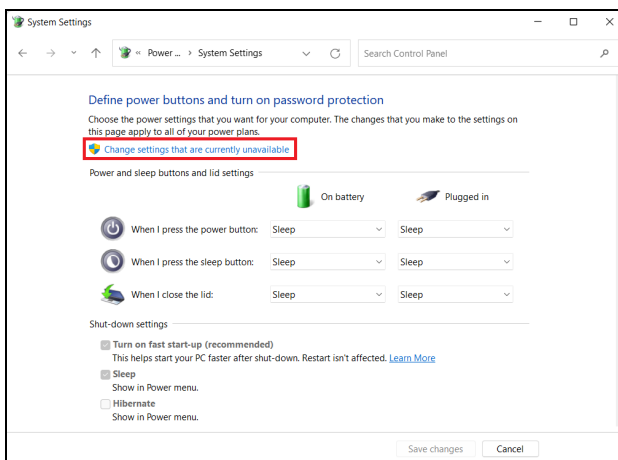 System Settings
« Power ... › System Settings
Search Control Panel
Define power buttons and turn on password protection
Choose the power settings that you want for your computer. The changes that you make to the settings on
this page apply to all of your power plans.
Change settings that are currently unavailable
Power and sleep buttons and lid settings
On battery Plugged in
When I press the power button: Sleep Sleep
When I press the sleep button: Sleep Sleep
When I close the lid: Sleep Sleep
Shut-down settings
Turn on fast start-up (recommended)
This helps start your PC faster after shut-down. Restart isn't affected. Learn More
Sleep
Show in Power menu.
Hibernate
Show in Power menu.
Save changes Cancel